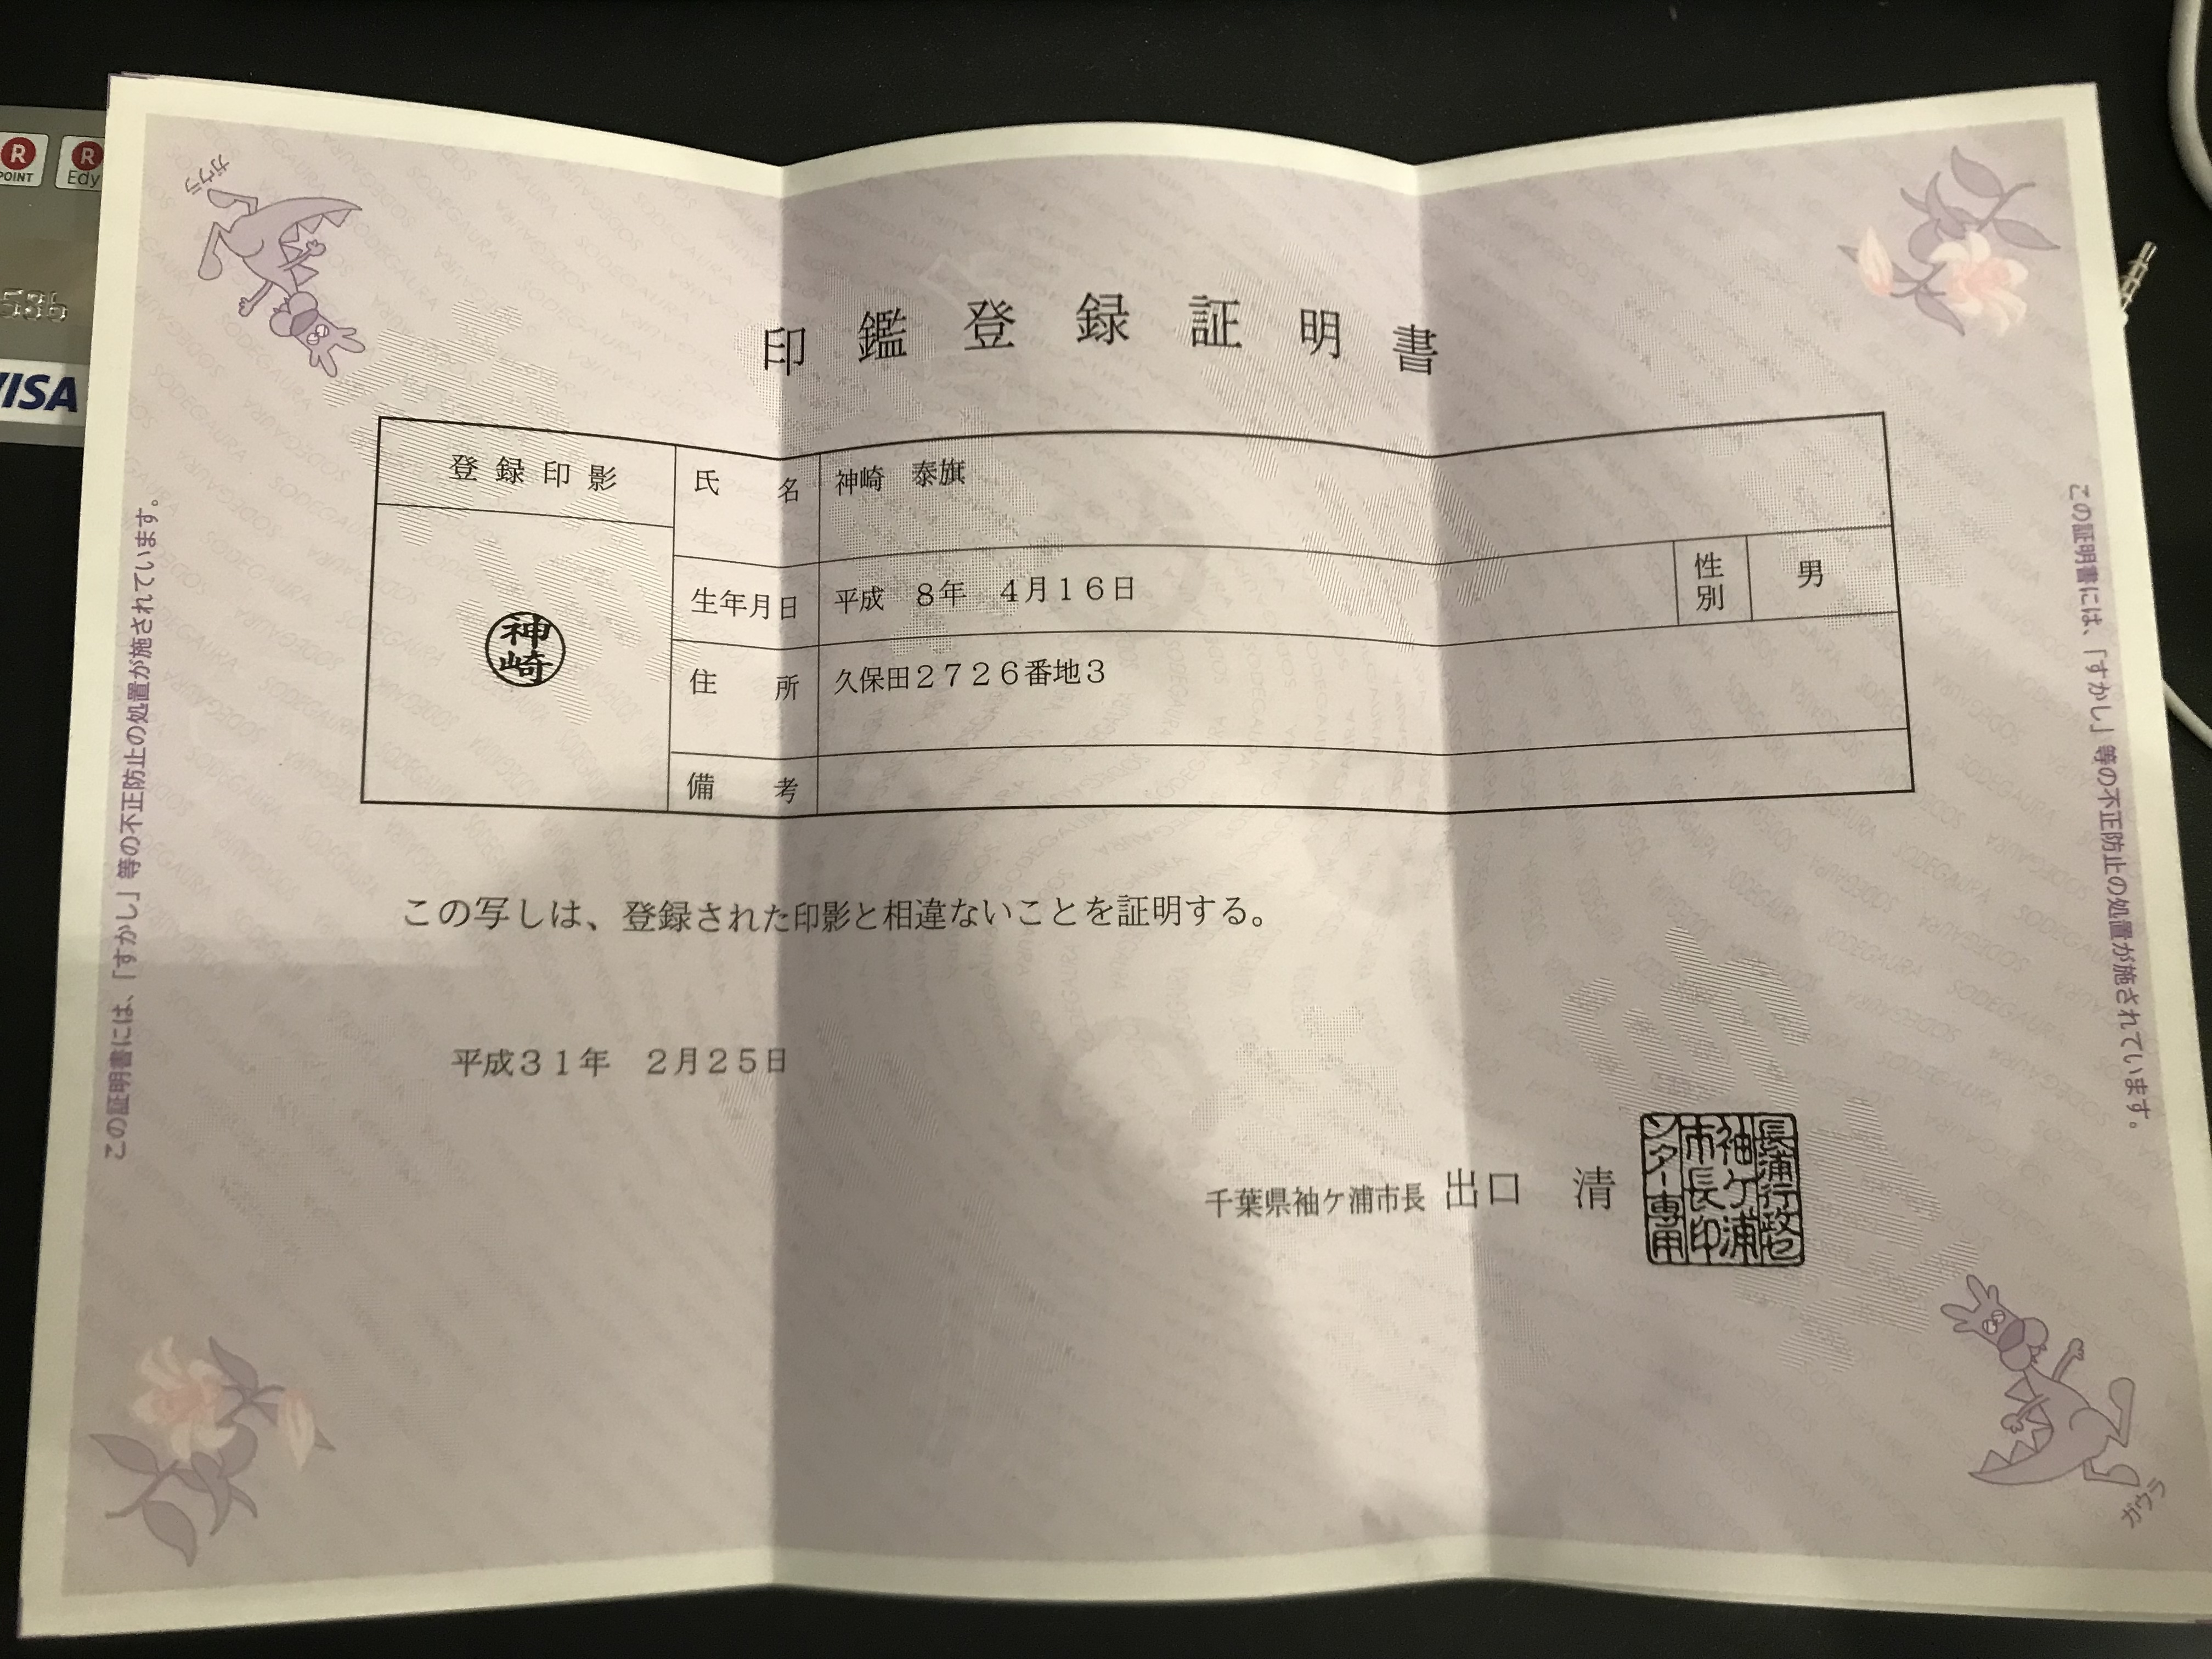 印鑑登録証明書
登録印影
神崎
氏名 神崎 泰旗
生年月日 平成 8年 4月16日 性別 男
住所 久保田2726番地3
備考
この写しは、登録された印影と相違ないことを証明する。
平成31年 2月25日
千葉県袖ケ浦市長 出口 清
長浦行政センター専用
袖ケ浦市長印
この証明書には、「すかし」等の不正防止の処置が施されています。
この証明書には、「すかし」等の不正防止の処置が施されています。
ガウラ
ガウラ
SODEGAURA
R POINT
R Edy
VISA